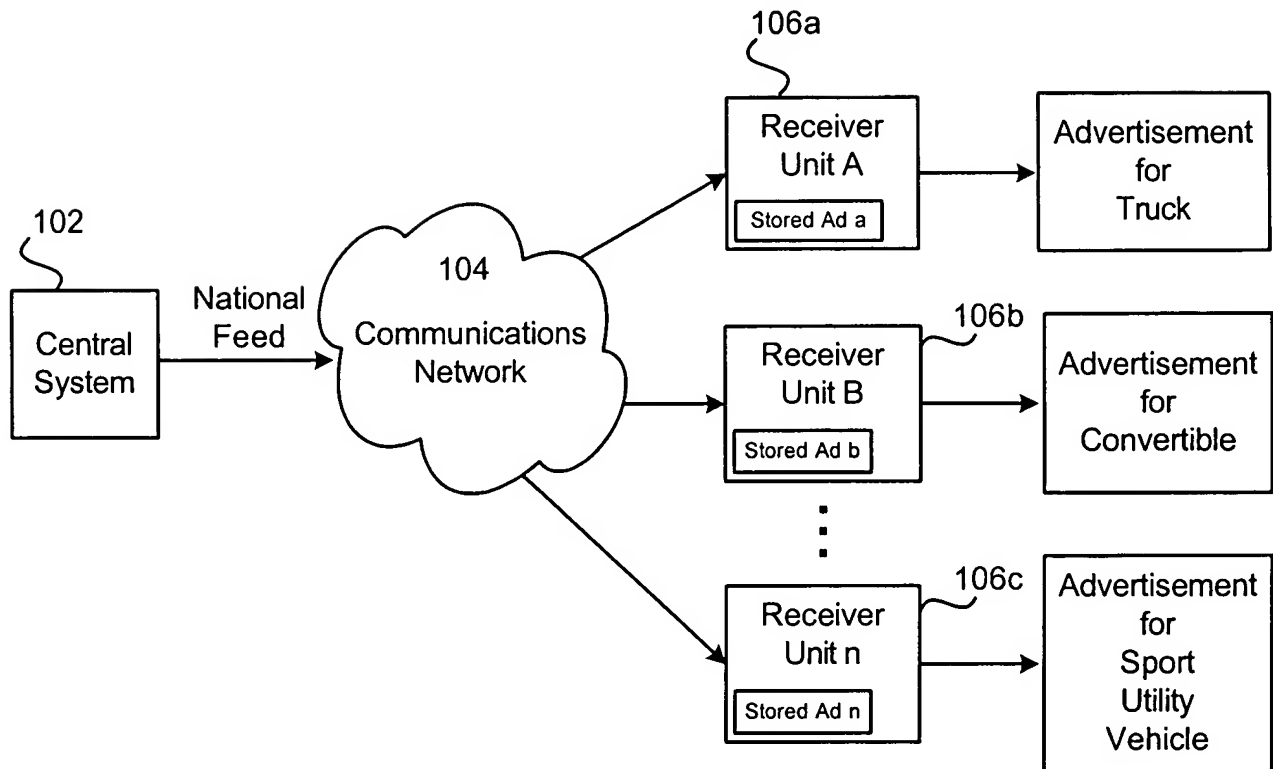 106a
Receiver
Unit A
Stored Ad a
Advertisement
for
Truck
102
Central
System
National
Feed
104
Communications
Network
106b
Receiver
Unit B
Stored Ad b
Advertisement
for
Convertible
106c
Receiver
Unit n
Stored Ad n
Advertisement
for
Sport
Utility
Vehicle